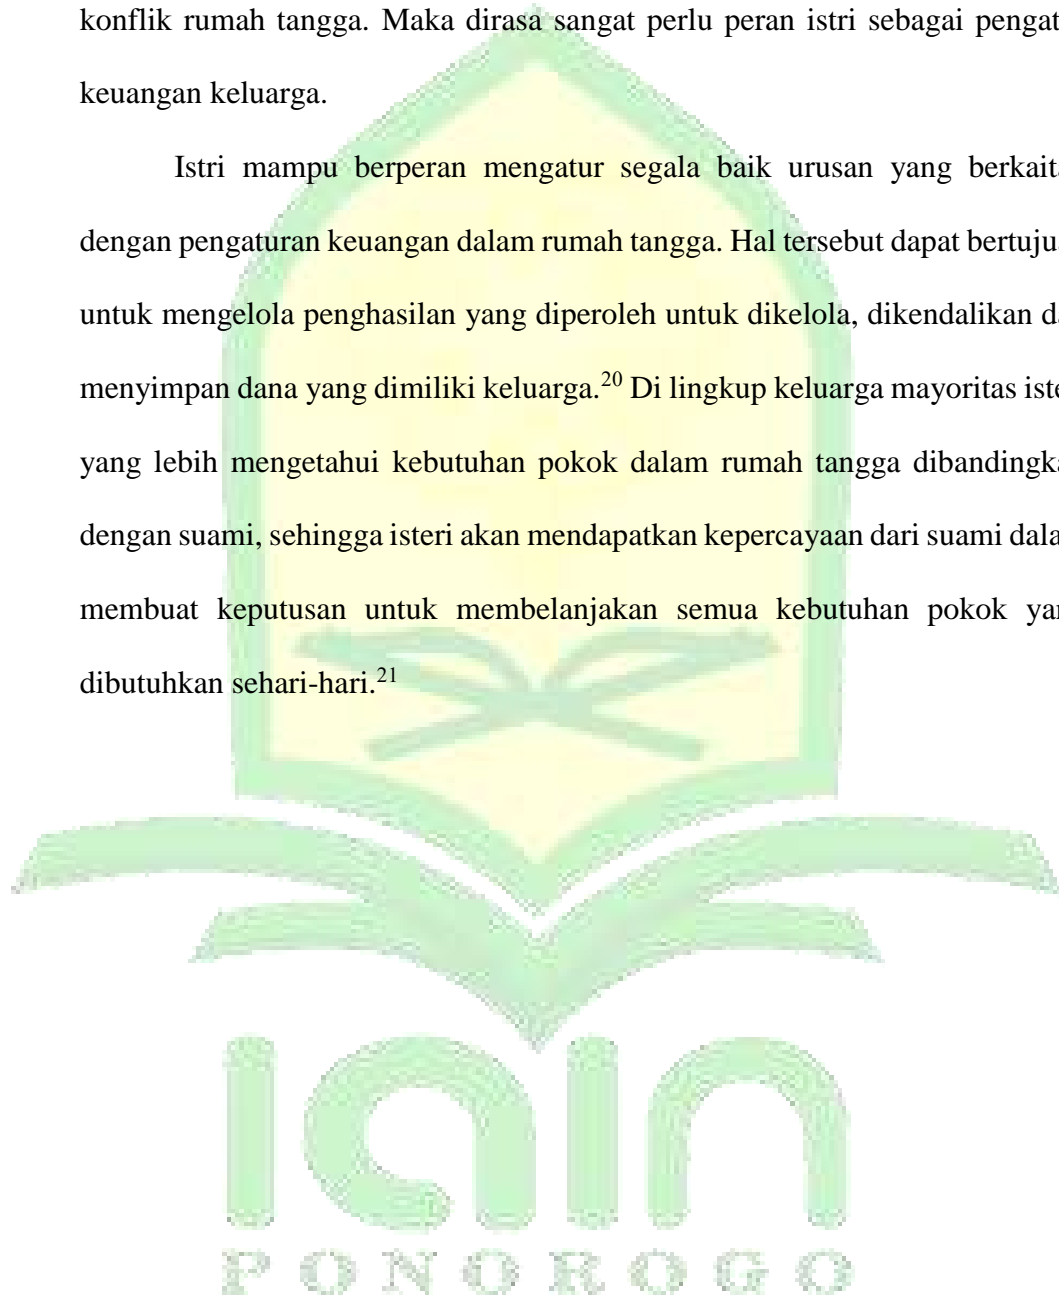 konflik rumah tangga. Maka dirasa sangat perlu peran istri sebagai pengat
keuangan keluarga.
Istri mampu berperan mengatur segala baik urusan yang berkaita
dengan pengaturan keuangan dalam rumah tangga. Hal tersebut dapat bertujua
untuk mengelola penghasilan yang diperoleh untuk dikelola, dikendalikan da
menyimpan dana yang dimiliki keluarga.20 Di lingkup keluarga mayoritas iste
yang lebih mengetahui kebutuhan pokok dalam rumah tangga dibandingka
dengan suami, sehingga isteri akan mendapatkan kepercayaan dari suami dala
membuat keputusan untuk membelanjakan semua kebutuhan pokok yan
dibutuhkan sehari-hari.21
iain
PONOROGO